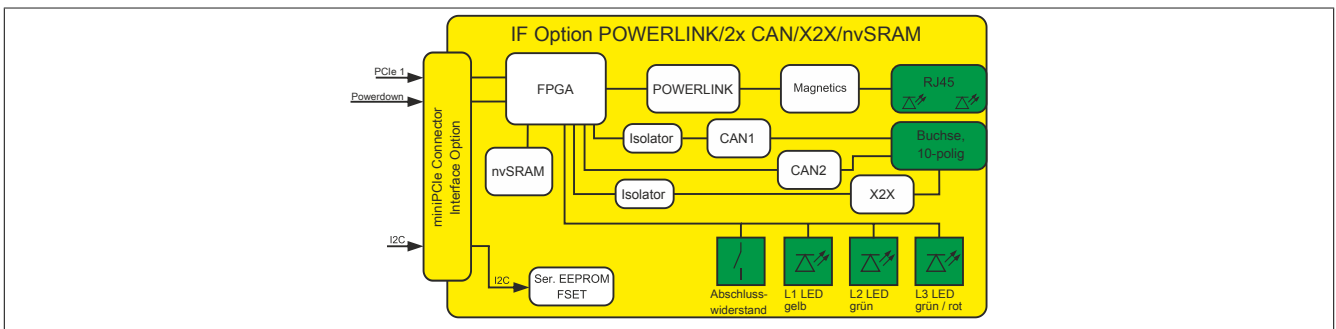 IF Option POWERLINK/2x CAN/X2X/nvSRAM
PCIe 1
Powerdown
I2C
miniPCIe Connector
Interface Option
FPGA
POWERLINK
Magnetics
RJ45
Isolator
CAN1
Buchse,
10-polig
nvSRAM
CAN2
Isolator
X2X
I2C
Ser. EEPROM
FSET
Abschluss-
widerstand
L1 LED
gelb
L2 LED
grün
L3 LED
grün / rot